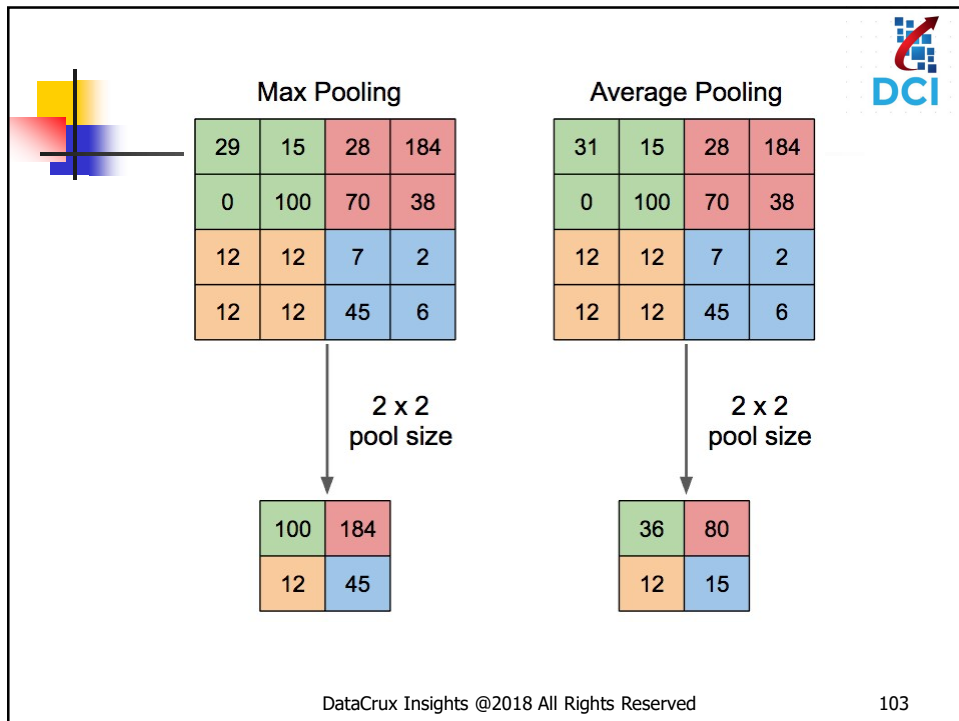 DCI
Max Pooling
29 15 28 184
0 100 70 38
12 12 7 2
12 12 45 6
2 x 2
pool size
100 184
12 45
Average Pooling
31 15 28 184
0 100 70 38
12 12 7 2
12 12 45 6
2 x 2
pool size
36 80
12 15
DataCrux Insights @2018 All Rights Reserved
103